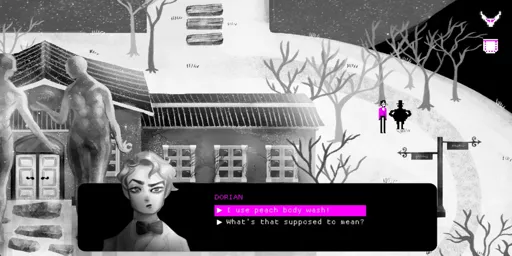 DORIAN
▶ I use peach body wash!
▶ What's that supposed to mean?